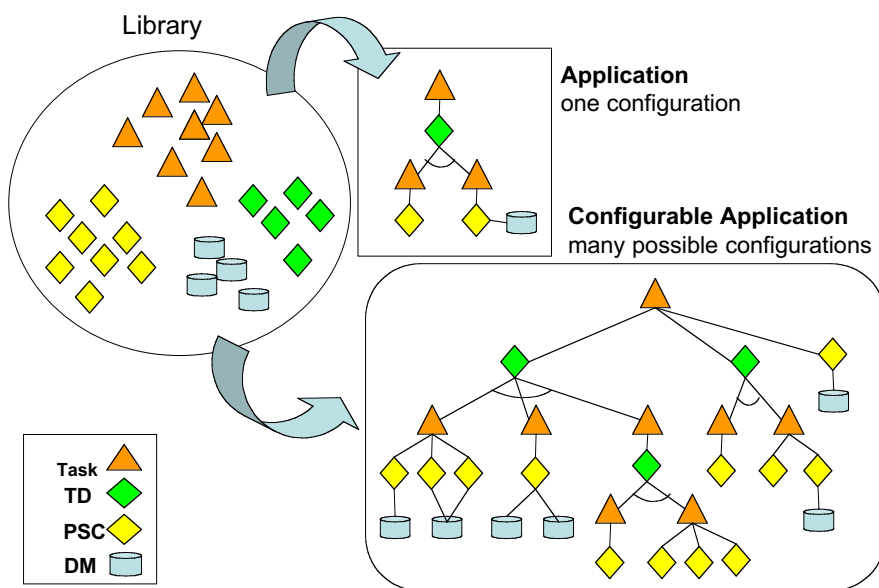 Library
Application
one configuration
Configurable Application
many possible configurations
Task
TD
PSC
DM